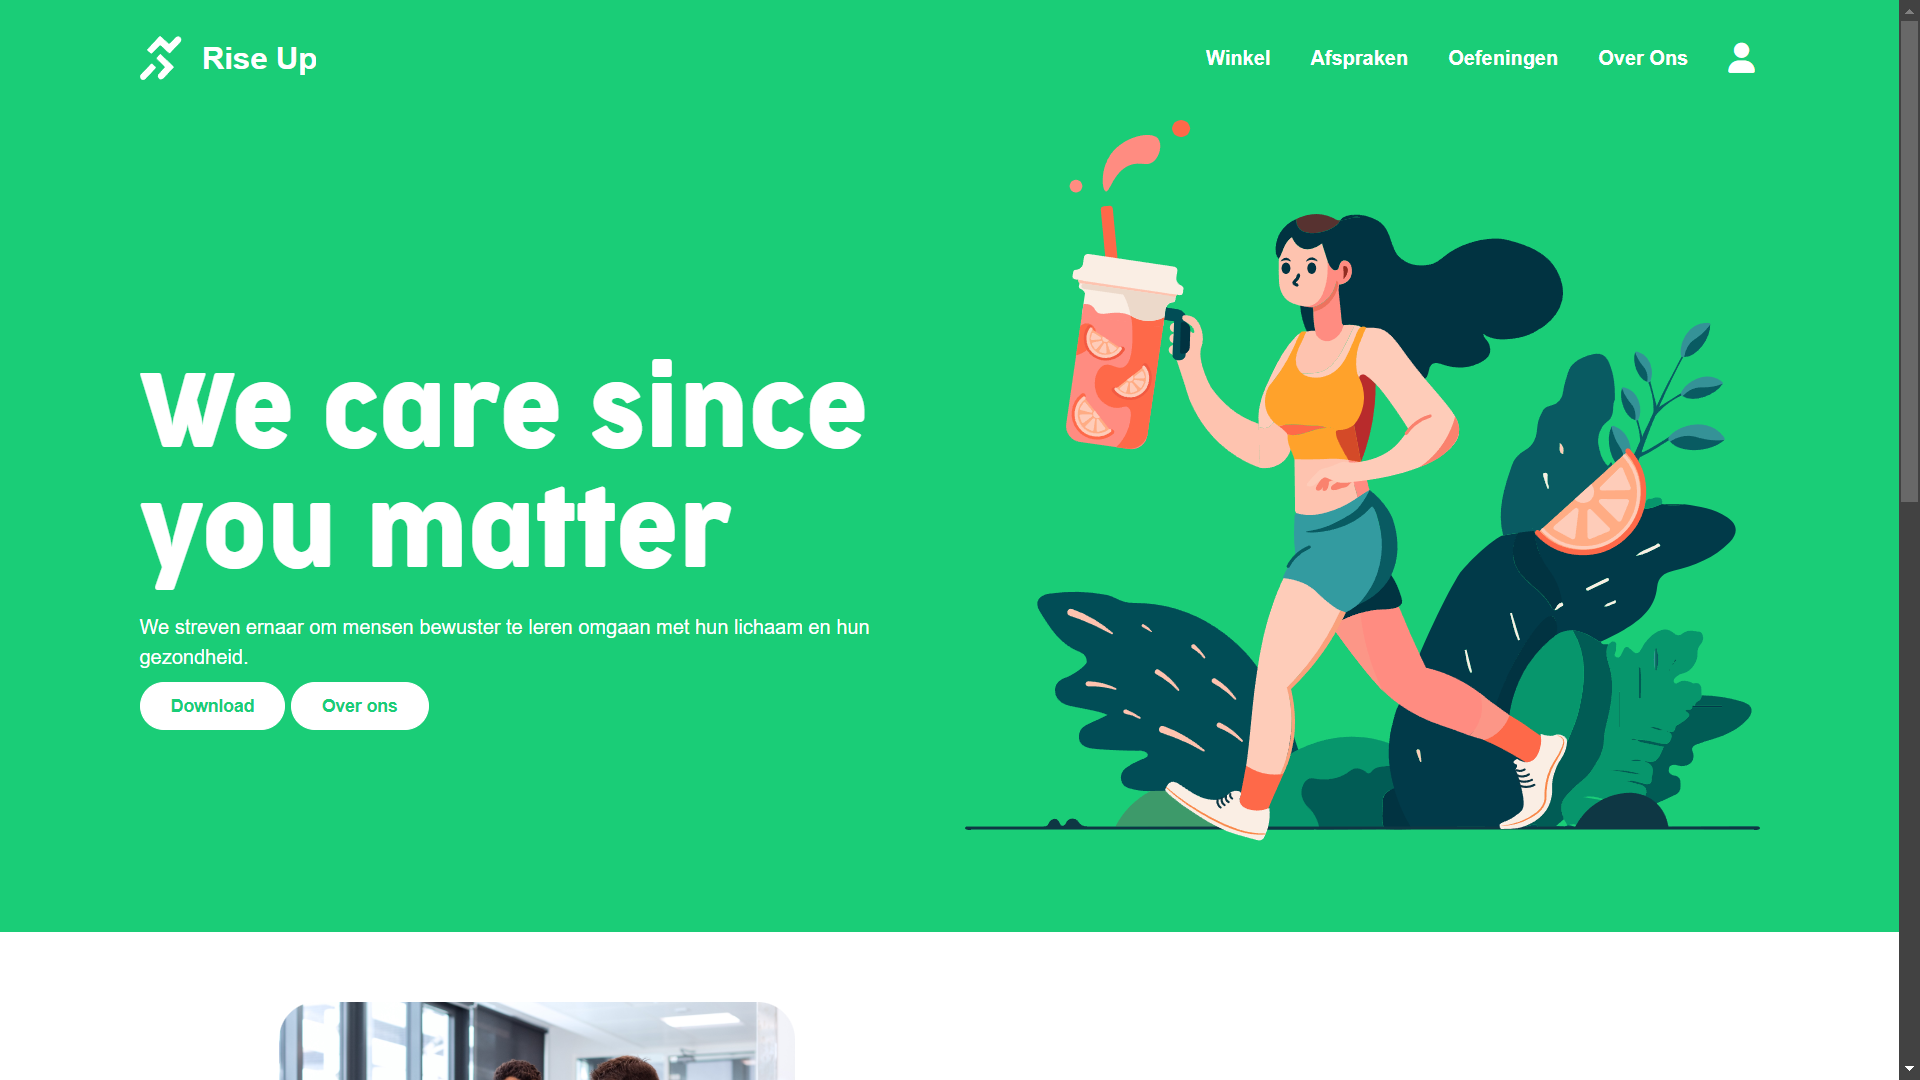 Rise Up
Winkel
Afspraken
Oefeningen
Over Ons
We care since
you matter
We streven ernaar om mensen bewuster te leren omgaan met hun lichaam en hun
gezondheid.
Download
Over ons